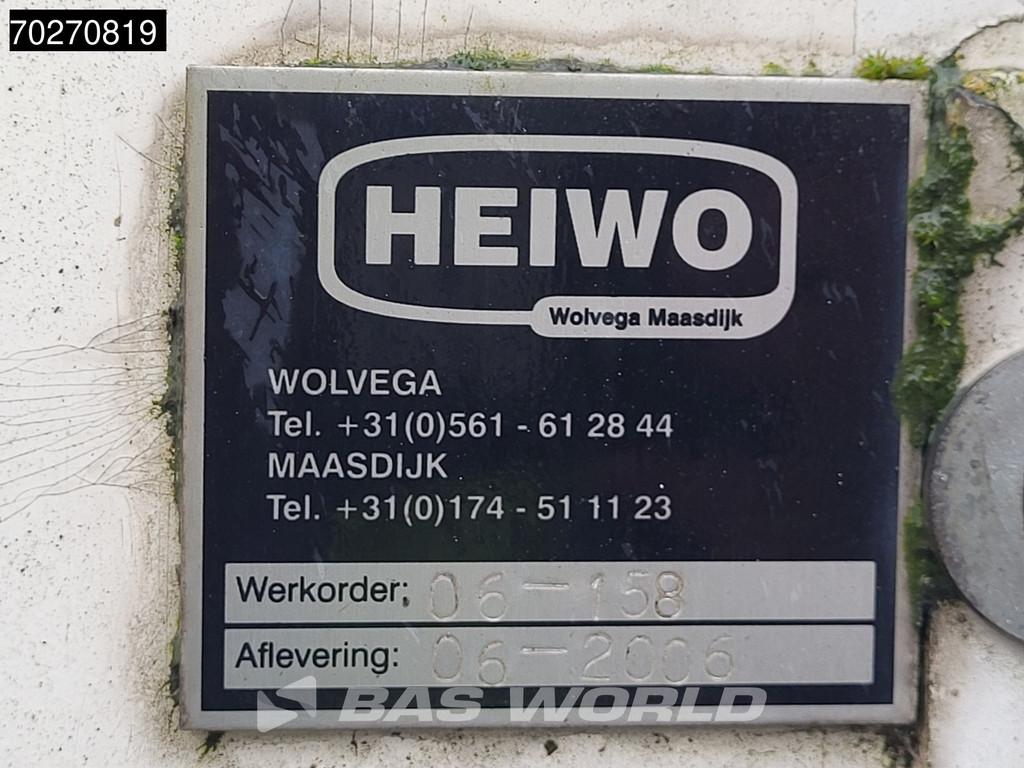 70270819
HEIWO
Wolvega Maasdijk
WOLVEGA
Tel. +31(0)561 - 61 28 44
MAASDIJK
Tel. +31(0)174 - 51 11 23
Werkorder: 06-158
Aflevering: 06-2006
BAS WORLD